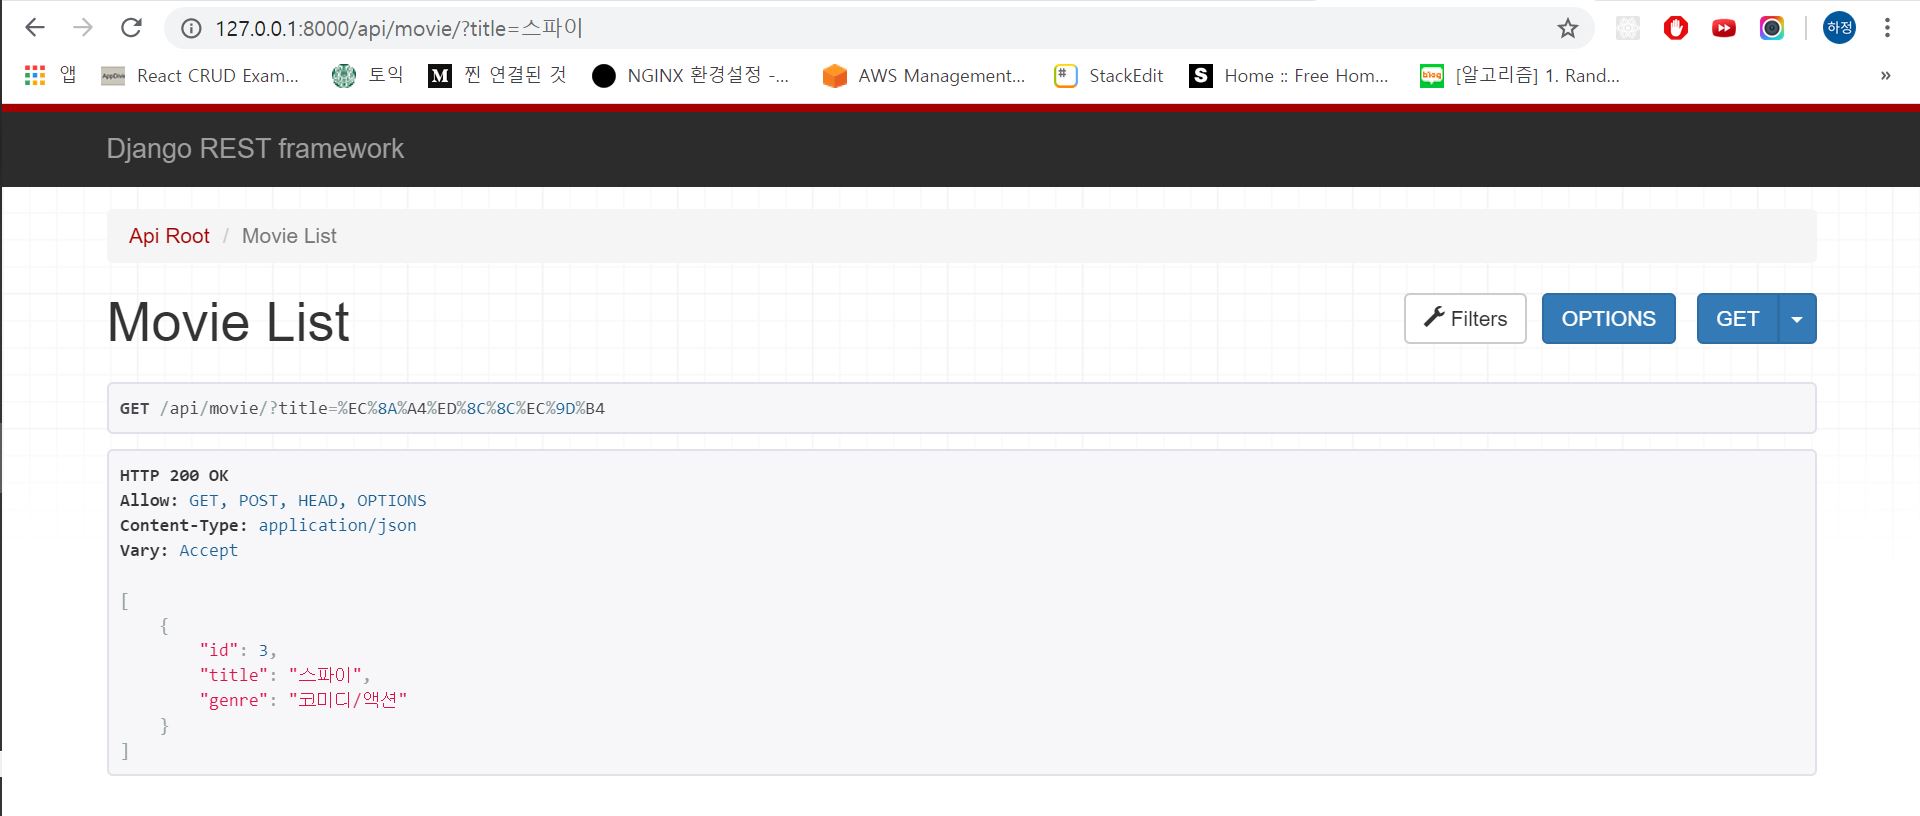 127.0.0.1:8000/api/movie/?title=스파이
하정
앱 React CRUD Exam... 토익 M 찐 연결된 것 NGINX 환경설정 -... AWS Management... # StackEdit S Home :: Free Hom... blog [알고리즘] 1. Rand... »
Django REST framework
Api Root / Movie List
Movie List
Filters OPTIONS GET
GET /api/movie/?title=%EC%8A%A4%ED%8C%8C%EC%9D%B4
HTTP 200 OK
Allow: GET, POST, HEAD, OPTIONS
Content-Type: application/json
Vary: Accept
[
{
"id": 3,
"title": "스파이",
"genre": "코미디/액션"
}
]